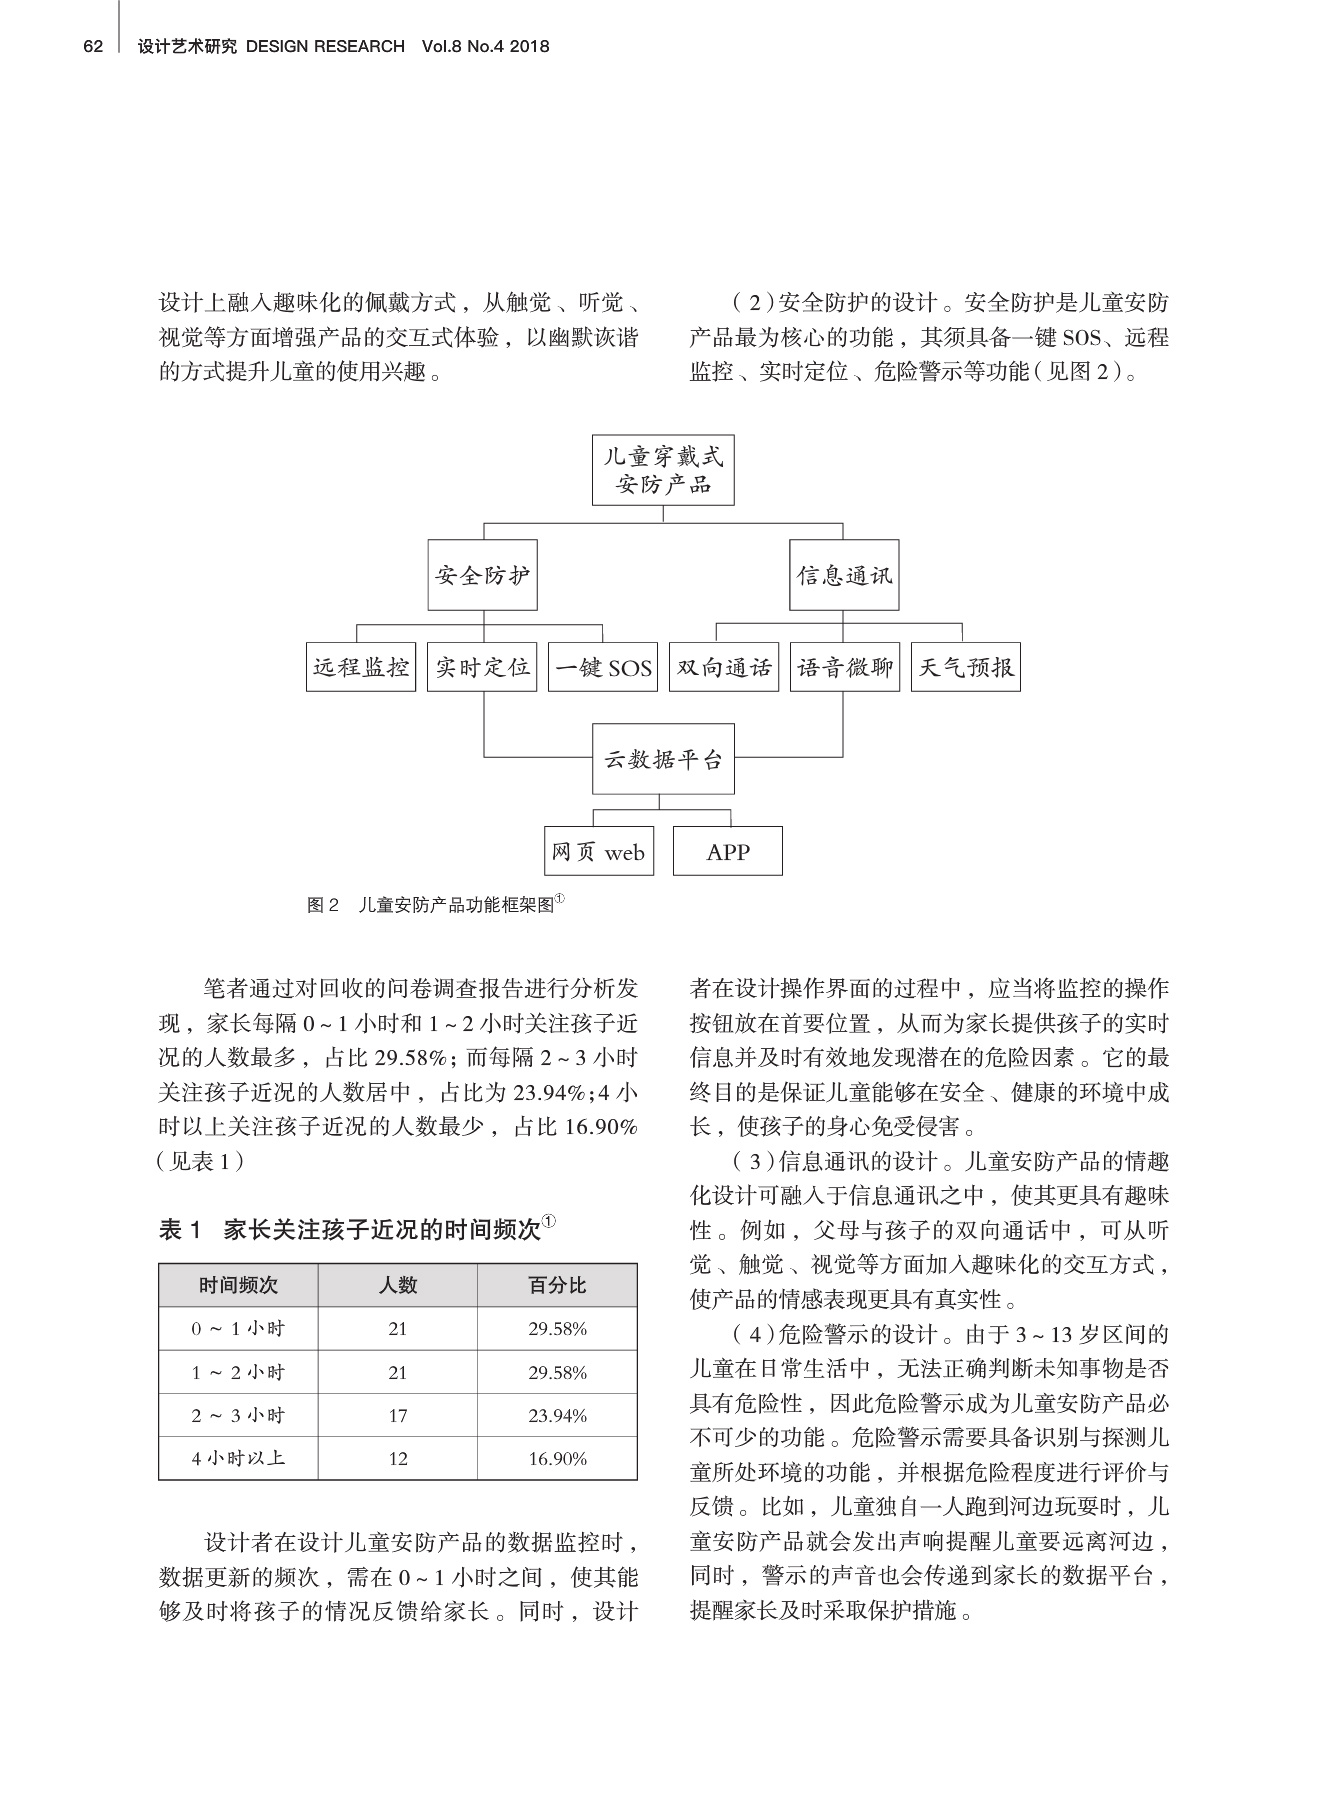 62 设计艺术研究 DESIGN RESEARCH Vol.8 No.4 2018
设计上融入趣味化的佩戴方式，从触觉、听觉、
视觉等方面增强产品的交互式体验，以幽默诙谐
的方式提升儿童的使用兴趣。
（2）安全防护的设计。安全防护是儿童安防
产品最为核心的功能，其须具备一键 SOS、远程
监控、实时定位、危险警示等功能（见图 2）。
儿童穿戴式
安防产品
安全防护 信息通讯
远程监控 实时定位 一键 SOS 双向通话 语音微聊 天气预报
云数据平台
网页 web APP
图 2 儿童安防产品功能框架图①
笔者通过对回收的问卷调查报告进行分析发
现，家长每隔 0 ~ 1 小时和 1 ~ 2 小时关注孩子近
况的人数最多，占比 29.58%；而每隔 2 ~ 3 小时
关注孩子近况的人数居中，占比为 23.94%；4 小
时以上关注孩子近况的人数最少，占比 16.90%
（见表 1）
表 1 家长关注孩子近况的时间频次①
时间频次 人数 百分比
0 ~ 1 小时 21 29.58%
1 ~ 2 小时 21 29.58%
2 ~ 3 小时 17 23.94%
4 小时以上 12 16.90%
设计者在设计儿童安防产品的数据监控时，
数据更新的频次，需在 0 ~ 1 小时之间，使其能
够及时将孩子的情况反馈给家长。同时，设计
者在设计操作界面的过程中，应当将监控的操作
按钮放在首要位置，从而为家长提供孩子的实时
信息并及时有效地发现潜在的危险因素。它的最
终目的是保证儿童能够在安全、健康的环境中成
长，使孩子的身心免受侵害。
（3）信息通讯的设计。儿童安防产品的情趣
化设计可融入于信息通讯之中，使其更具有趣味
性。例如，父母与孩子的双向通话中，可从听
觉、触觉、视觉等方面加入趣味化的交互方式，
使产品的情感表现更具有真实性。
（4）危险警示的设计。由于 3 ~ 13 岁区间的
儿童在日常生活中，无法正确判断未知事物是否
具有危险性，因此危险警示成为儿童安防产品必
不可少的功能。危险警示需要具备识别与探测儿
童所处环境的功能，并根据危险程度进行评价与
反馈。比如，儿童独自一人跑到河边玩耍时，儿
童安防产品就会发出声响提醒儿童要远离河边，
同时，警示的声音也会传递到家长的数据平台，
提醒家长及时采取保护措施。